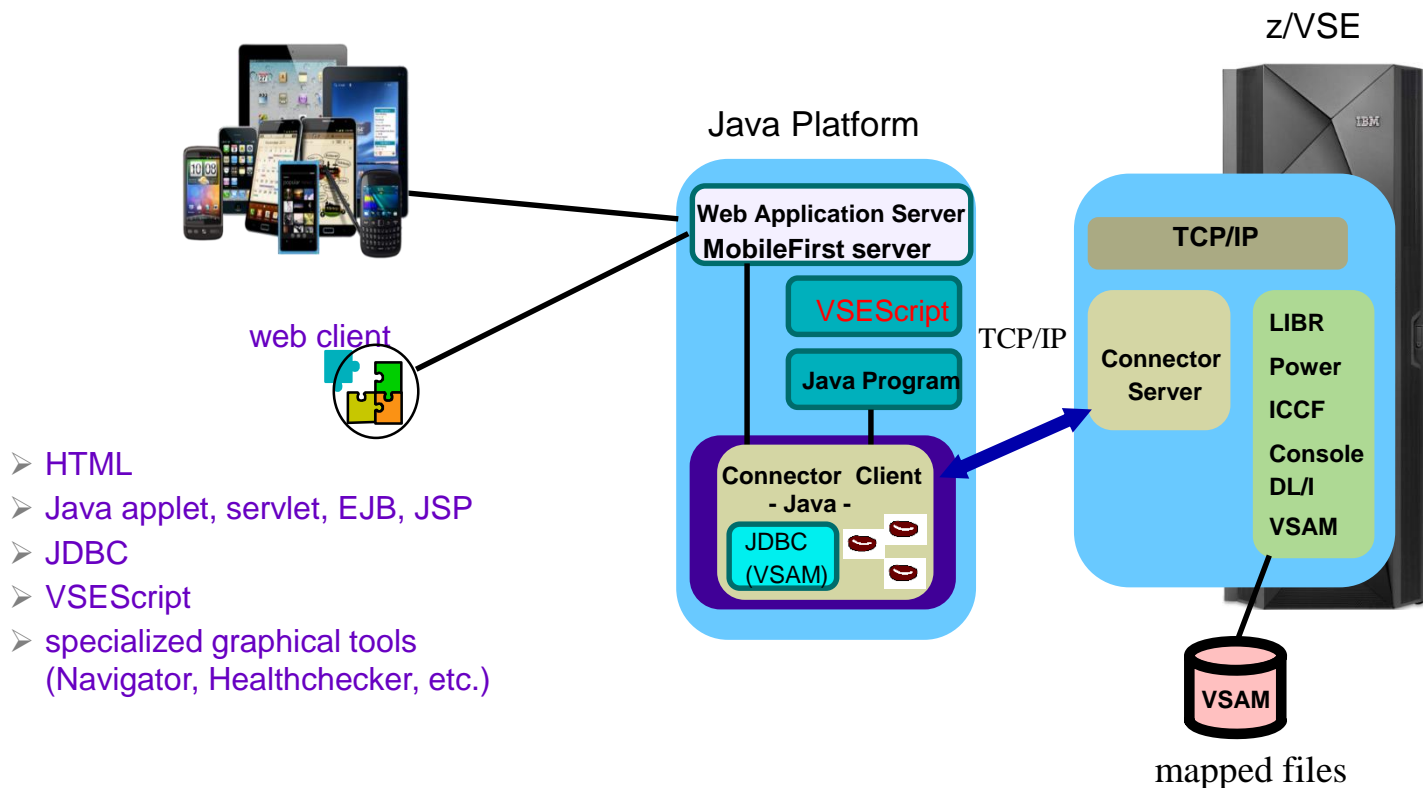 z/VSE
IBM
Java Platform
10:08
Web Application Server
MobileFirst server
TCP/IP
VSEScript
TCP/IP
web client
Java Program
Connector
Server
LIBR
Power
ICCF
Console
DL/I
VSAM
Connector Client
- Java -
JDBC
(VSAM)
➢ HTML
➢ Java applet, servlet, EJB, JSP
➢ JDBC
➢ VSEScript
➢ specialized graphical tools
(Navigator, Healthchecker, etc.)
VSAM
mapped files